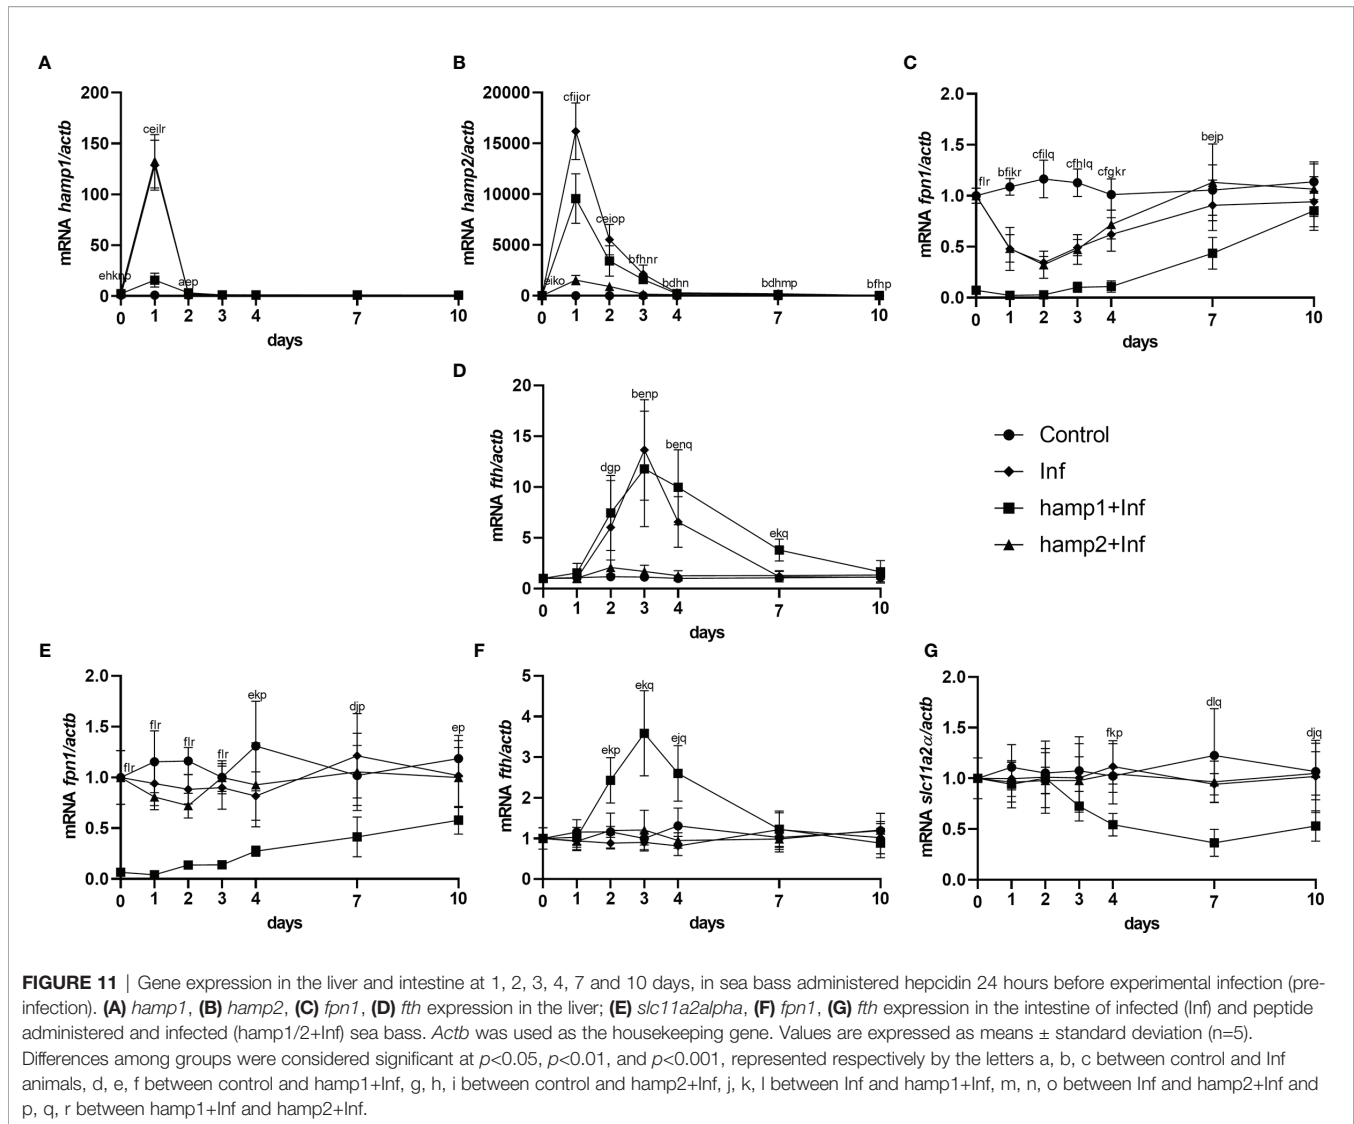 A
mRNA hamp1/actb
200
150
100
50
0
ceilr
ehknp
aep
0 1 2 3 4 7 10
days
B
mRNA hamp2/actb
20000
15000
10000
5000
0
cfijor
cejop
bfhnr
eiko
bdhn
bdhmp
bfhp
0 1 2 3 4 7 10
days
C
mRNA fpn1/actb
2.0
1.5
1.0
0.5
0.0
flr
bfikr
cfilq
cfhlq
cfgkr
bejp
0 1 2 3 4 7 10
days
D
mRNA fth/actb
20
15
10
5
0
dgp
benp
benq
ekq
0 1 2 3 4 7 10
days
Control
Inf
hamp1+Inf
hamp2+Inf
E
mRNA fpn1/actb
2.0
1.5
1.0
0.5
0.0
flr
flr
flr
flr
ekp
djp
ep
0 1 2 3 4 7 10
days
F
mRNA fth/actb
5
4
3
2
1
0
ekp
ekq
ejq
0 1 2 3 4 7 10
days
G
mRNA slc11a2α/actb
2.0
1.5
1.0
0.5
0.0
fkp
dlq
djq
0 1 2 3 4 7 10
days
FIGURE 11 | Gene expression in the liver and intestine at 1, 2, 3, 4, 7 and 10 days, in sea bass administered hepcidin 24 hours before experimental infection (pre-
infection). (A) hamp1, (B) hamp2, (C) fpn1, (D) fth expression in the liver; (E) slc11a2alpha, (F) fpn1, (G) fth expression in the intestine of infected (Inf) and peptide
administered and infected (hamp1/2+Inf) sea bass. Actb was used as the housekeeping gene. Values are expressed as means ± standard deviation (n=5).
Differences among groups were considered significant at p<0.05, p<0.01, and p<0.001, represented respectively by the letters a, b, c between control and Inf
animals, d, e, f between control and hamp1+Inf, g, h, i between control and hamp2+Inf, j, k, l between Inf and hamp1+Inf, m, n, o between Inf and hamp2+Inf and
p, q, r between hamp1+Inf and hamp2+Inf.